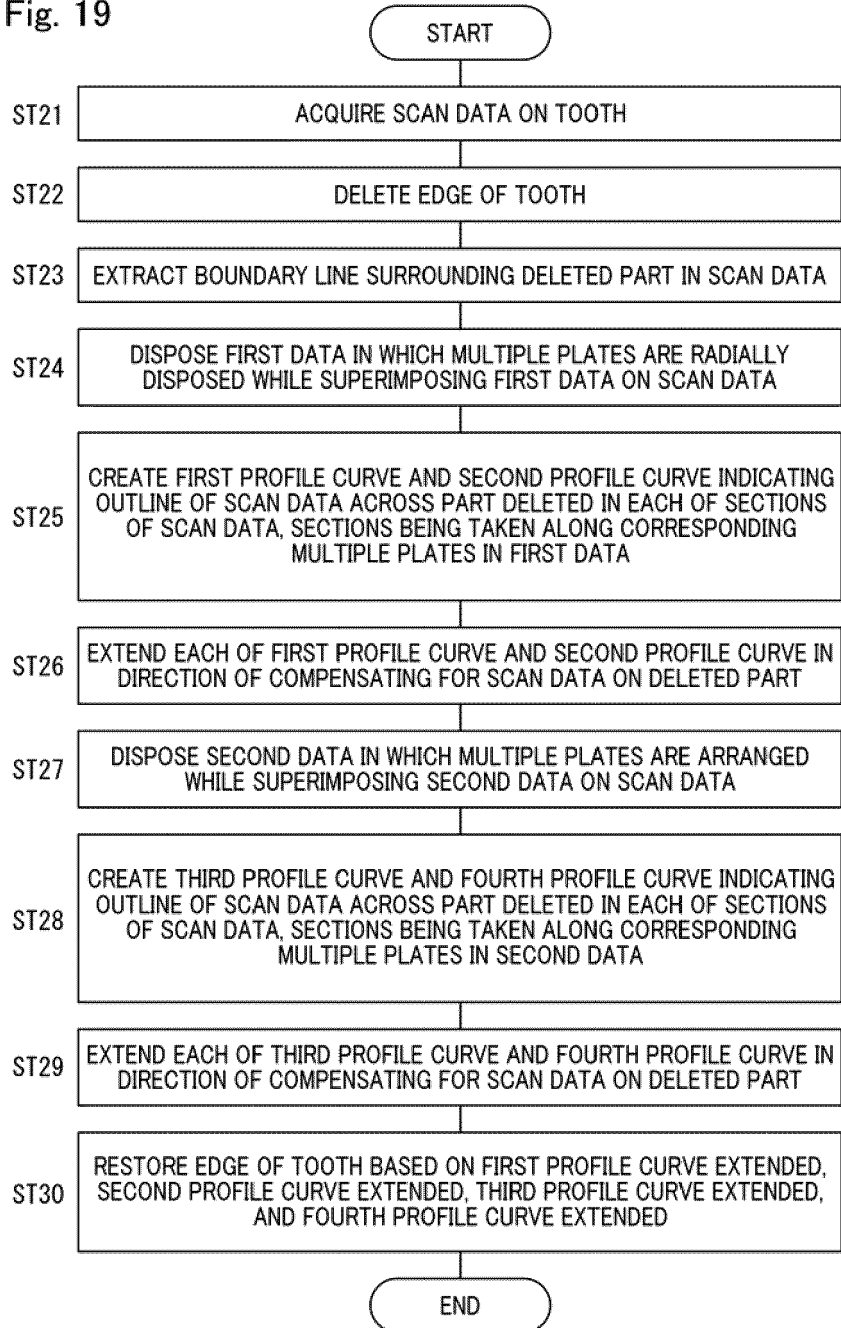 Fig. 19
START
ST21
ACQUIRE SCAN DATA ON TOOTH
ST22
DELETE EDGE OF TOOTH
ST23
EXTRACT BOUNDARY LINE SURROUNDING DELETED PART IN SCAN DATA
ST24
DISPOSE FIRST DATA IN WHICH MULTIPLE PLATES ARE RADIALLY
DISPOSED WHILE SUPERIMPOSING FIRST DATA ON SCAN DATA
ST25
CREATE FIRST PROFILE CURVE AND SECOND PROFILE CURVE INDICATING
OUTLINE OF SCAN DATA ACROSS PART DELETED IN EACH OF SECTIONS
OF SCAN DATA, SECTIONS BEING TAKEN ALONG CORRESPONDING
MULTIPLE PLATES IN FIRST DATA
ST26
EXTEND EACH OF FIRST PROFILE CURVE AND SECOND PROFILE CURVE IN
DIRECTION OF COMPENSATING FOR SCAN DATA ON DELETED PART
ST27
DISPOSE SECOND DATA IN WHICH MULTIPLE PLATES ARE ARRANGED
WHILE SUPERIMPOSING SECOND DATA ON SCAN DATA
ST28
CREATE THIRD PROFILE CURVE AND FOURTH PROFILE CURVE INDICATING
OUTLINE OF SCAN DATA ACROSS PART DELETED IN EACH OF SECTIONS
OF SCAN DATA, SECTIONS BEING TAKEN ALONG CORRESPONDING
MULTIPLE PLATES IN SECOND DATA
ST29
EXTEND EACH OF THIRD PROFILE CURVE AND FOURTH PROFILE CURVE IN
DIRECTION OF COMPENSATING FOR SCAN DATA ON DELETED PART
ST30
RESTORE EDGE OF TOOTH BASED ON FIRST PROFILE CURVE EXTENDED,
SECOND PROFILE CURVE EXTENDED, THIRD PROFILE CURVE EXTENDED,
AND FOURTH PROFILE CURVE EXTENDED
END